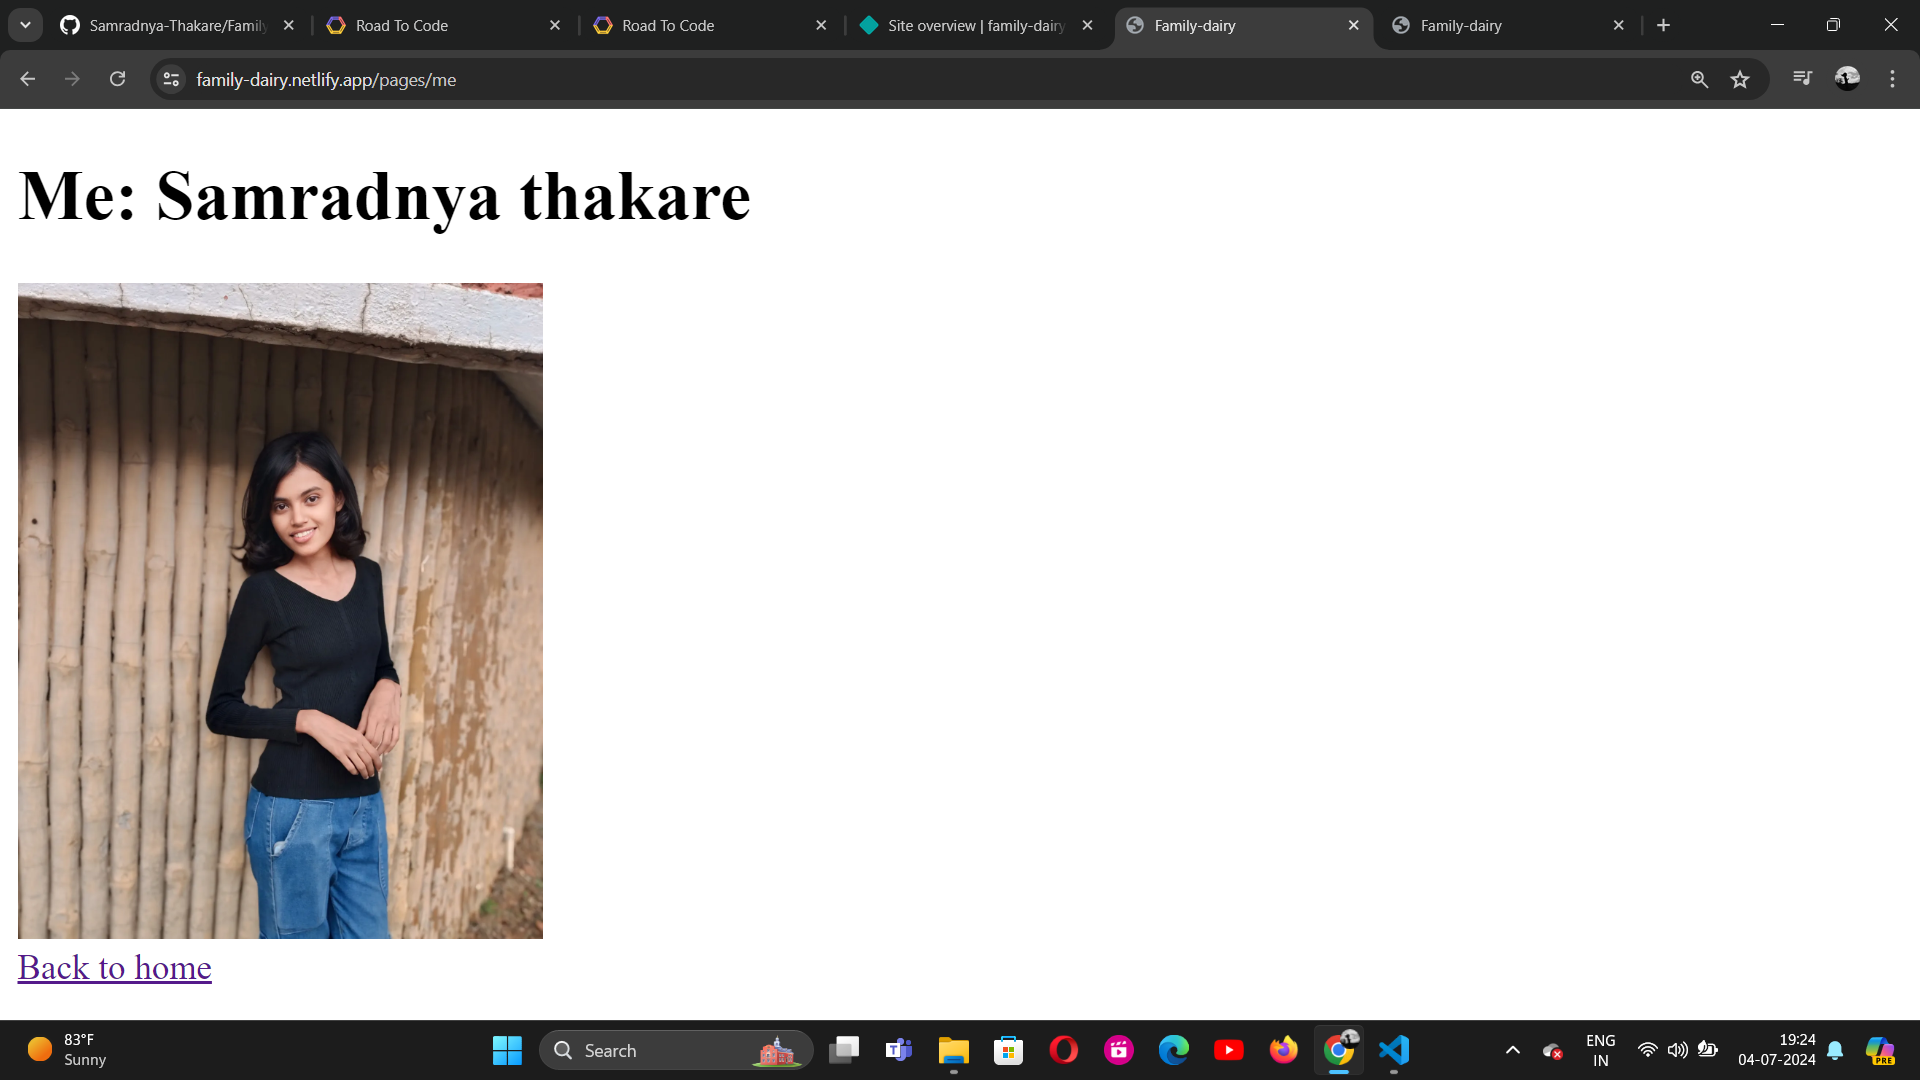 Samradnya-Thakare/Family
Road To Code
Road To Code
Site overview | family-dairy
Family-dairy
Family-dairy
family-dairy.netlify.app/pages/me
Me: Samradnya thakare
Back to home
83°F
Sunny
Search
ENG
IN
19:24
04-07-2024
PRE